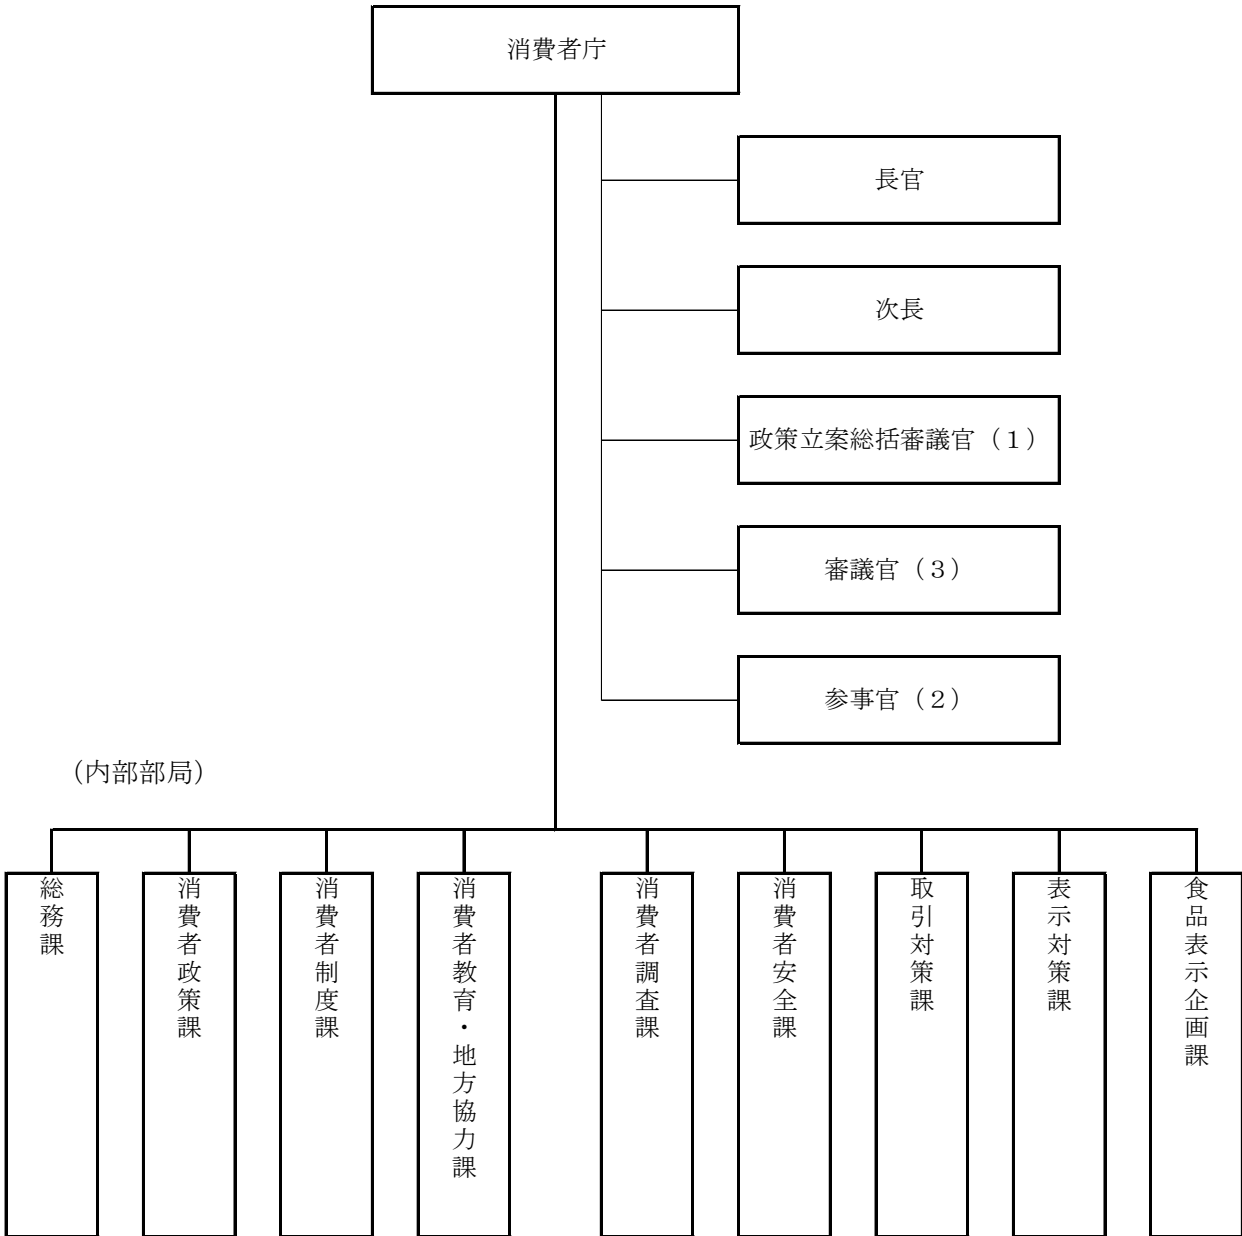 消費者庁
長官
次長
政策立案総括審議官（１）
審議官（３）
参事官（２）
（内部部局）
総務課
消費者政策課
消費者制度課
消費者教育・地方協力課
消費者調査課
消費者安全課
取引対策課
表示対策課
食品表示企画課